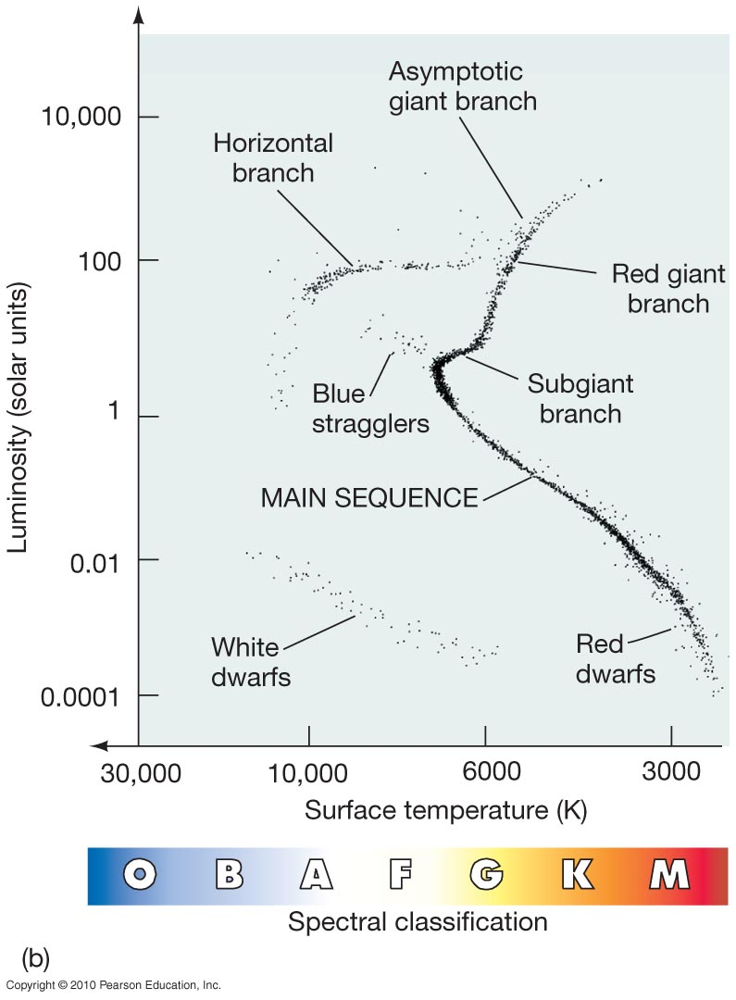 Asymptotic
giant branch
10,000
Horizontal
branch
100
Red giant
branch
Luminosity (solar units)
Subgiant
branch
Blue
stragglers
1
MAIN SEQUENCE
0.01
White
dwarfs
Red
dwarfs
0.0001
30,000 10,000 6000 3000
Surface temperature (K)
O B A F G K M
Spectral classification
(b)
Copyright © 2010 Pearson Education, Inc.